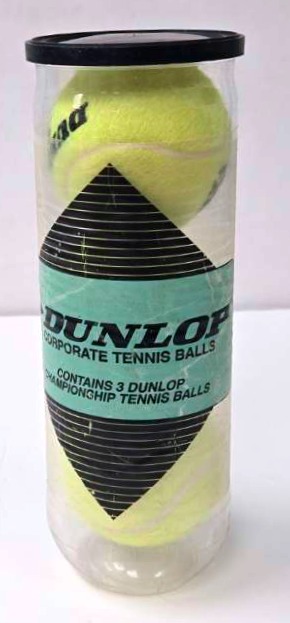 DUNLOP
CORPORATE TENNIS BALLS
CONTAINS 3 DUNLOP
CHAMPIONSHIP TENNIS BALLS